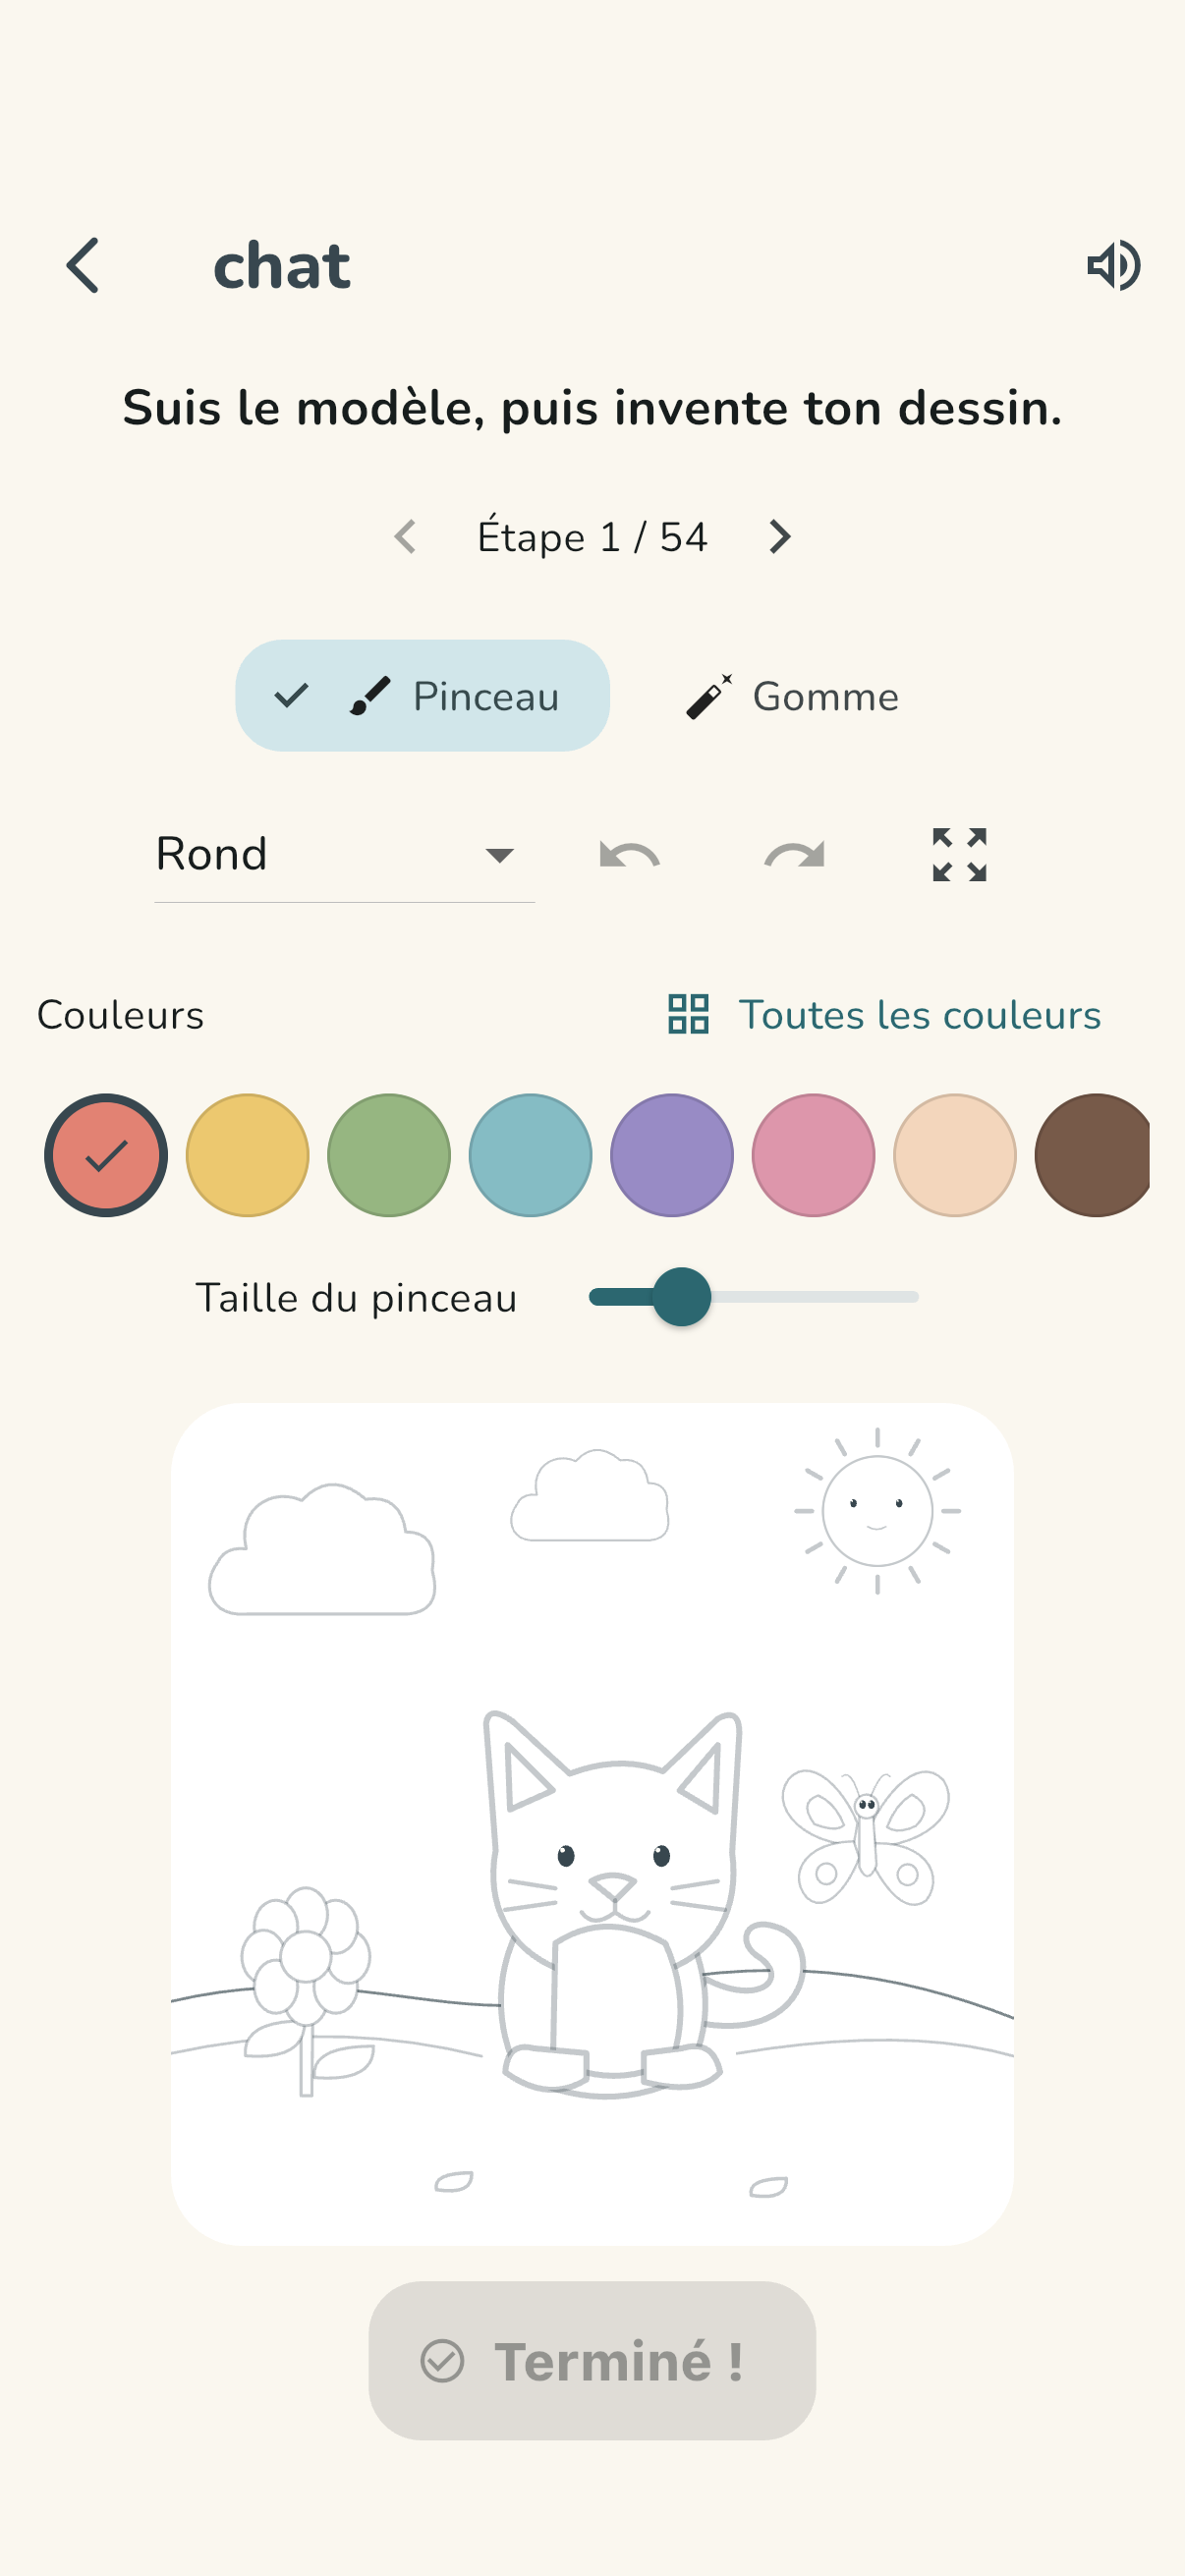 chat
Suis le modèle, puis invente ton dessin.
Étape 1 / 54
Pinceau
Gomme
Rond
Couleurs
Toutes les couleurs
Taille du pinceau
Terminé !